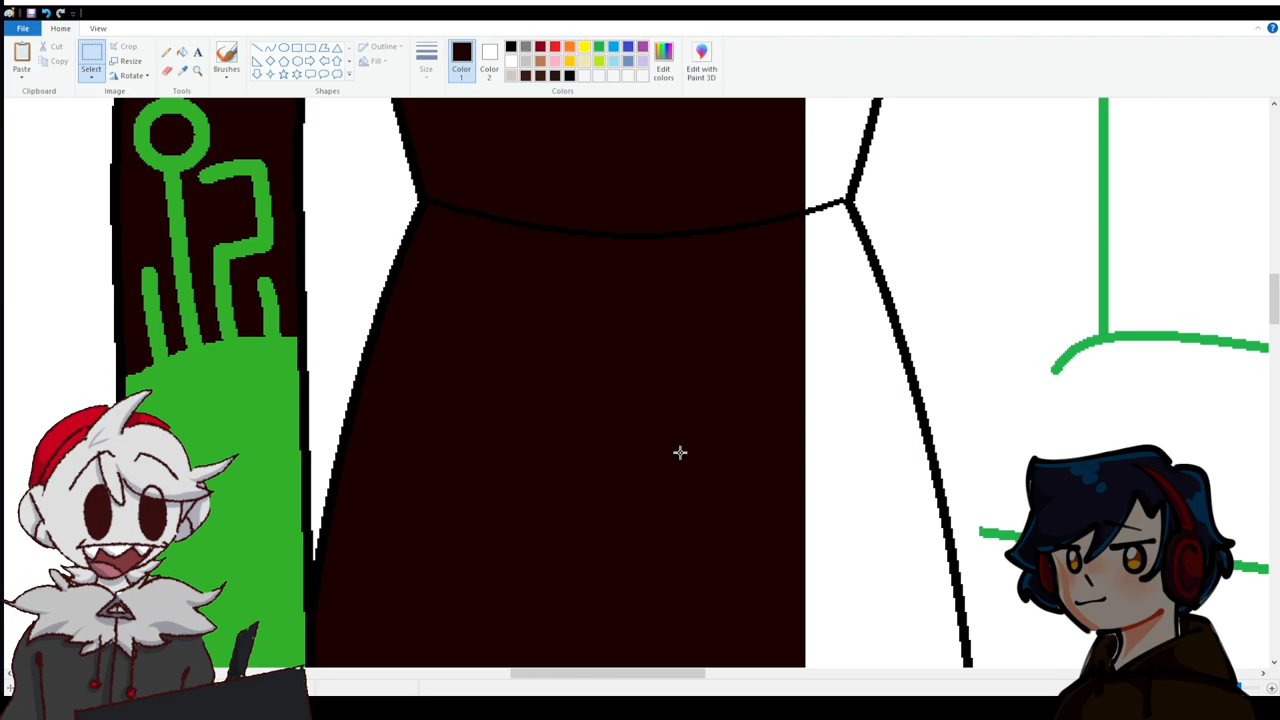 File Home View
Paste Cut Copy Clipboard
Select Crop Resize Rotate Image
A Tools
Brushes
Outline Fill Shapes
Size
Color 1 Color 2 Edit colors Colors
Edit with Paint 3D